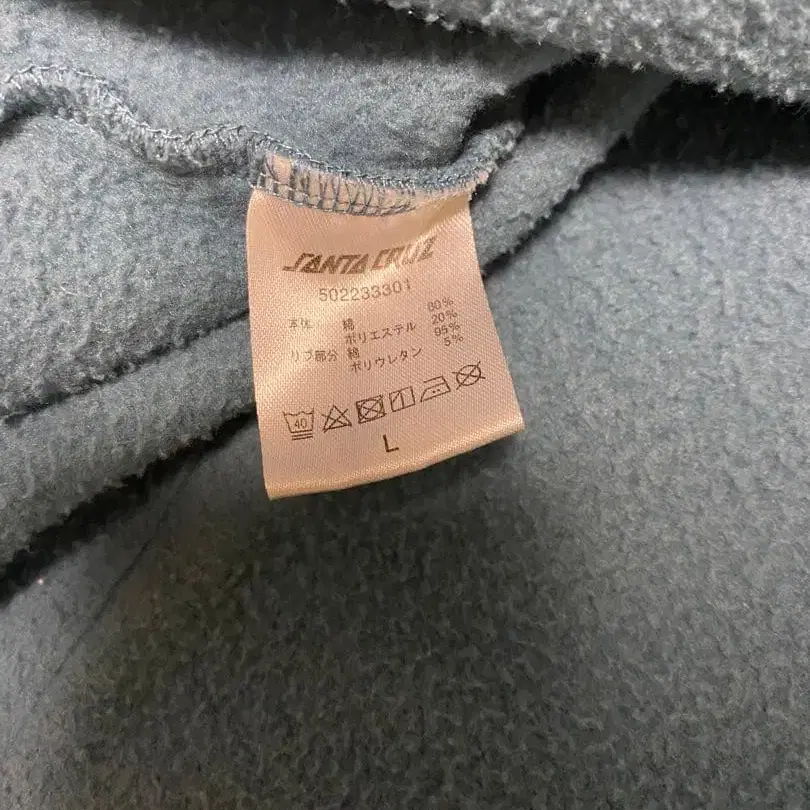 SANTA CRUZ
502233301
本体 綿 80%
ポリエステル 20%
リブ部分 綿 95%
ポリウレタン 5%
40
L